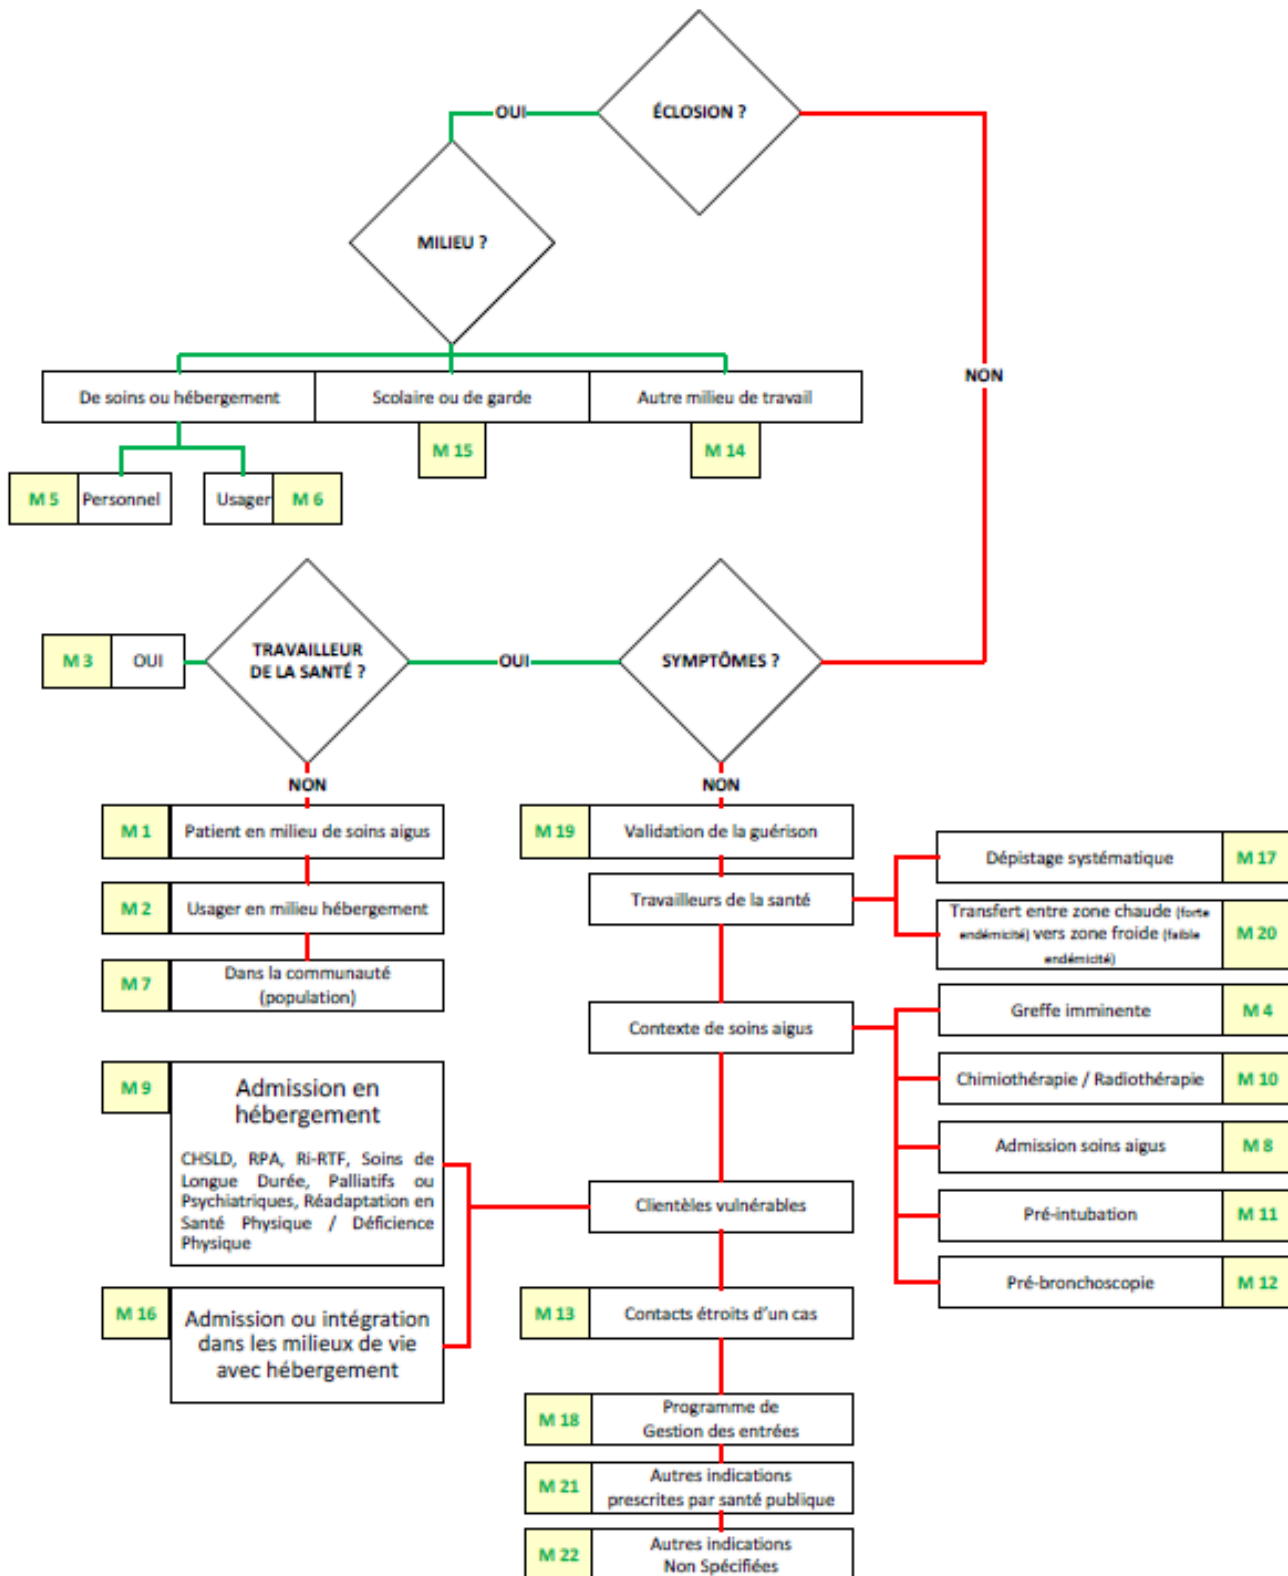 ÉCLOSION ?
OUI
MILIEU ?
NON
De soins ou hébergement
Scolaire ou de garde
Autre milieu de travail
M 15
M 14
M 5
Personnel
Usager
M 6
M 3
OUI
TRAVAILLEUR
DE LA SANTÉ ?
OUI
SYMPTÔMES ?
NON
M 1
Patient en milieu de soins aigus
M 2
Usager en milieu hébergement
M 7
Dans la communauté
(population)
NON
M 19
Validation de la guérison
Travailleurs de la santé
Dépistage systématique
M 17
Transfert entre zone chaude (forte
endémicité) vers zone froide (faible
endémicité)
M 20
Contexte de soins aigus
Greffe imminente
M 4
Chimiothérapie / Radiothérapie
M 10
Admission soins aigus
M 8
Pré-intubation
M 11
Pré-bronchoscopie
M 12
Clientèles vulnérables
M 9
Admission en
hébergement
CHSLD, RPA, Ri-RTF, Soins de
Longue Durée, Palliatifs ou
Psychiatriques, Réadaptation en
Santé Physique / Déficience
Physique
M 16
Admission ou intégration
dans les milieux de vie
avec hébergement
M 13
Contacts étroits d'un cas
M 18
Programme de
Gestion des entrées
M 21
Autres indications
prescrites par santé publique
M 22
Autres indications
Non Spécifiées